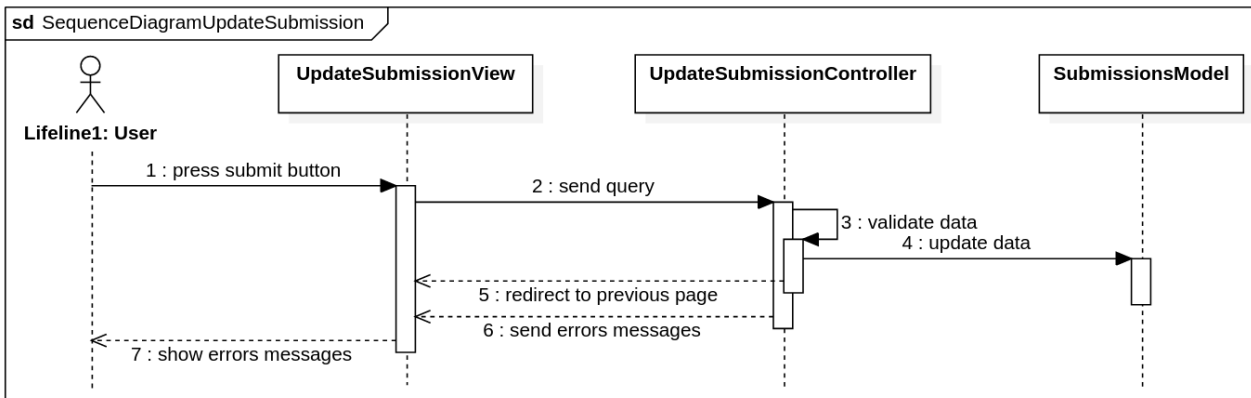 sd SequenceDiagramUpdateSubmission
UpdateSubmissionView
UpdateSubmissionController
SubmissionsModel
Lifeline1: User
1 : press submit button
2 : send query
3 : validate data
4 : update data
5 : redirect to previous page
6 : send errors messages
7 : show errors messages